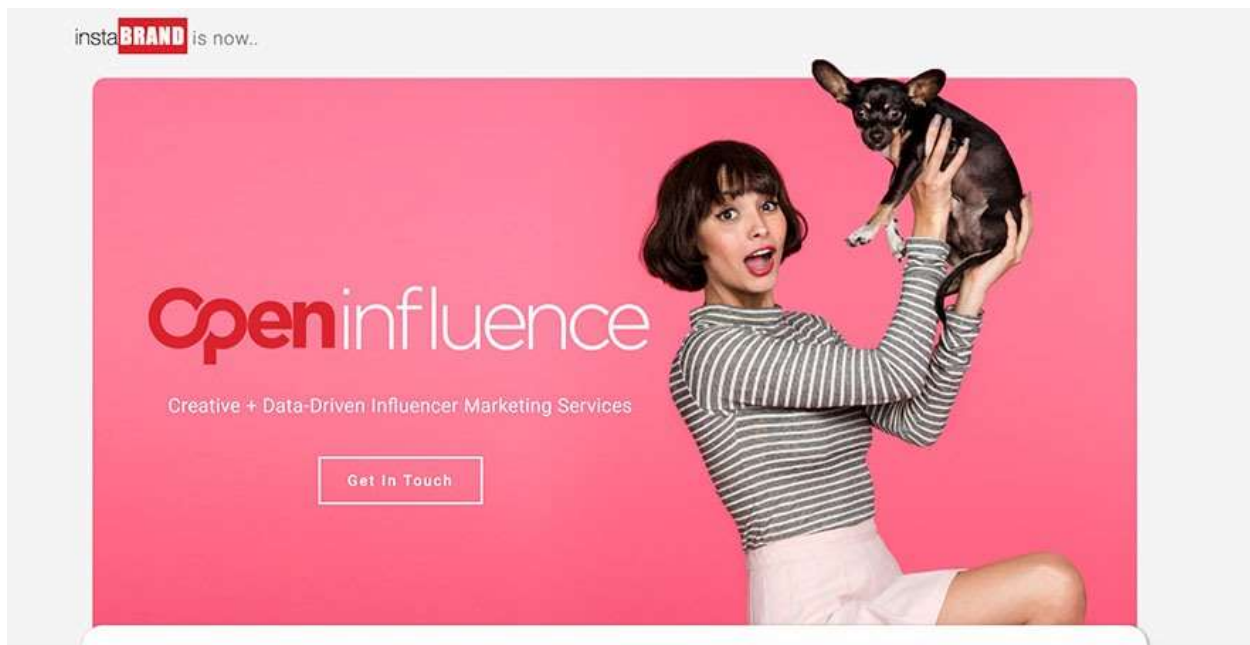 instaBRAND is now..
Openinfluence
Creative + Data-Driven Influencer Marketing Services
Get In Touch